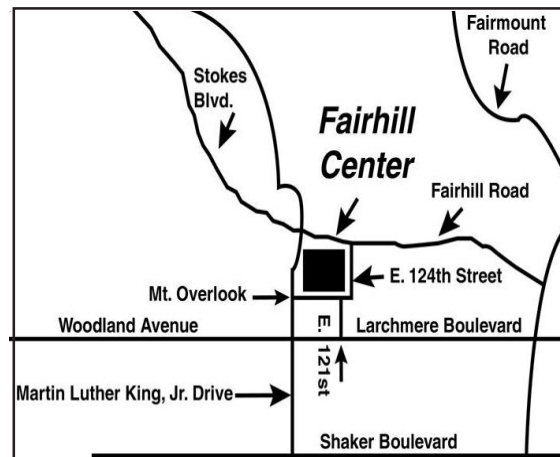 Fairmount
Road
Stokes
Blvd.
Fairhill
Center
Fairhill Road
E. 124th Street
Mt. Overlook
Woodland Avenue
Larchmere Boulevard
E. 121st
Martin Luther King, Jr. Drive
Shaker Boulevard